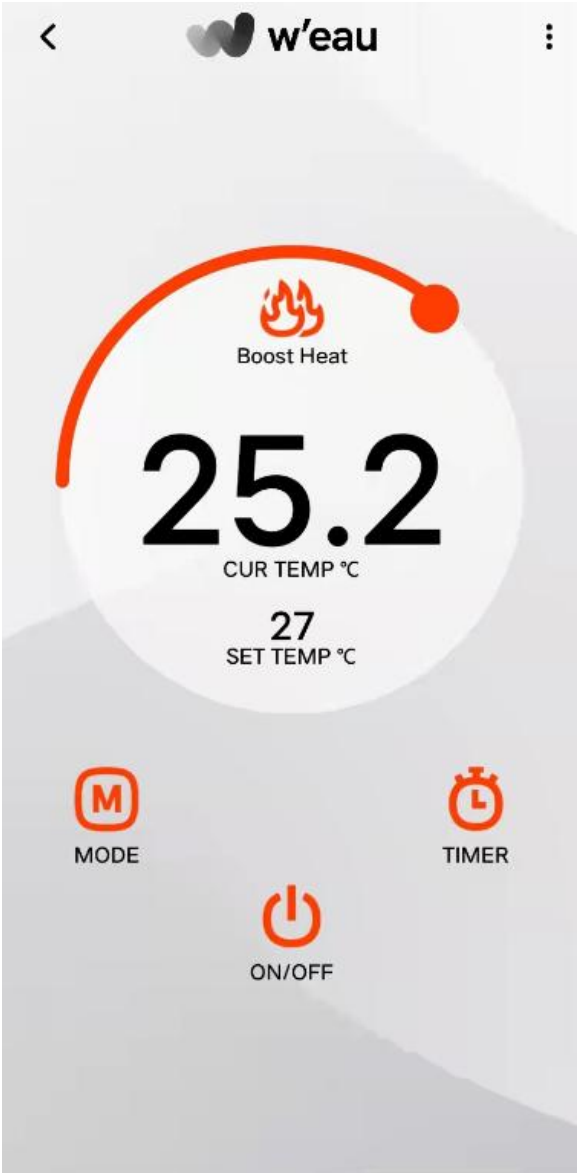 w'eau
Boost Heat
25.2
CUR TEMP ℃
27
SET TEMP ℃
M
MODE
TIMER
ON/OFF